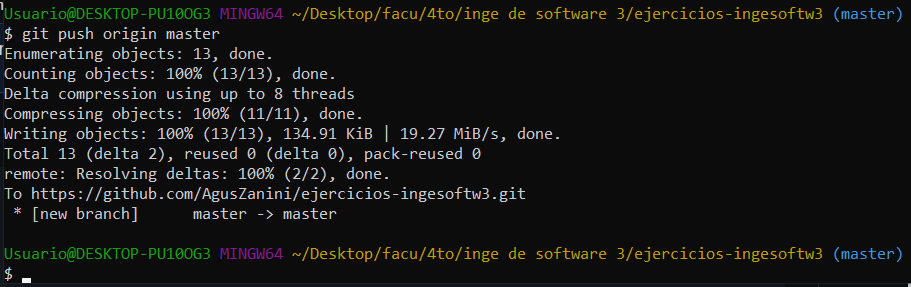 Usuario@DESKTOP-PU10OG3 MINGW64 ~/Desktop/facu/4to/inge de software 3/ejercicios-ingesoftw3 (master)
$ git push origin master
Enumerating objects: 13, done.
Counting objects: 100% (13/13), done.
Delta compression using up to 8 threads
Compressing objects: 100% (11/11), done.
Writing objects: 100% (13/13), 134.91 KiB | 19.27 MiB/s, done.
Total 13 (delta 2), reused 0 (delta 0), pack-reused 0
remote: Resolving deltas: 100% (2/2), done.
To https://github.com/AgusZanini/ejercicios-ingesoftw3.git
 * [new branch]      master -> master
Usuario@DESKTOP-PU10OG3 MINGW64 ~/Desktop/facu/4to/inge de software 3/ejercicios-ingesoftw3 (master)
$